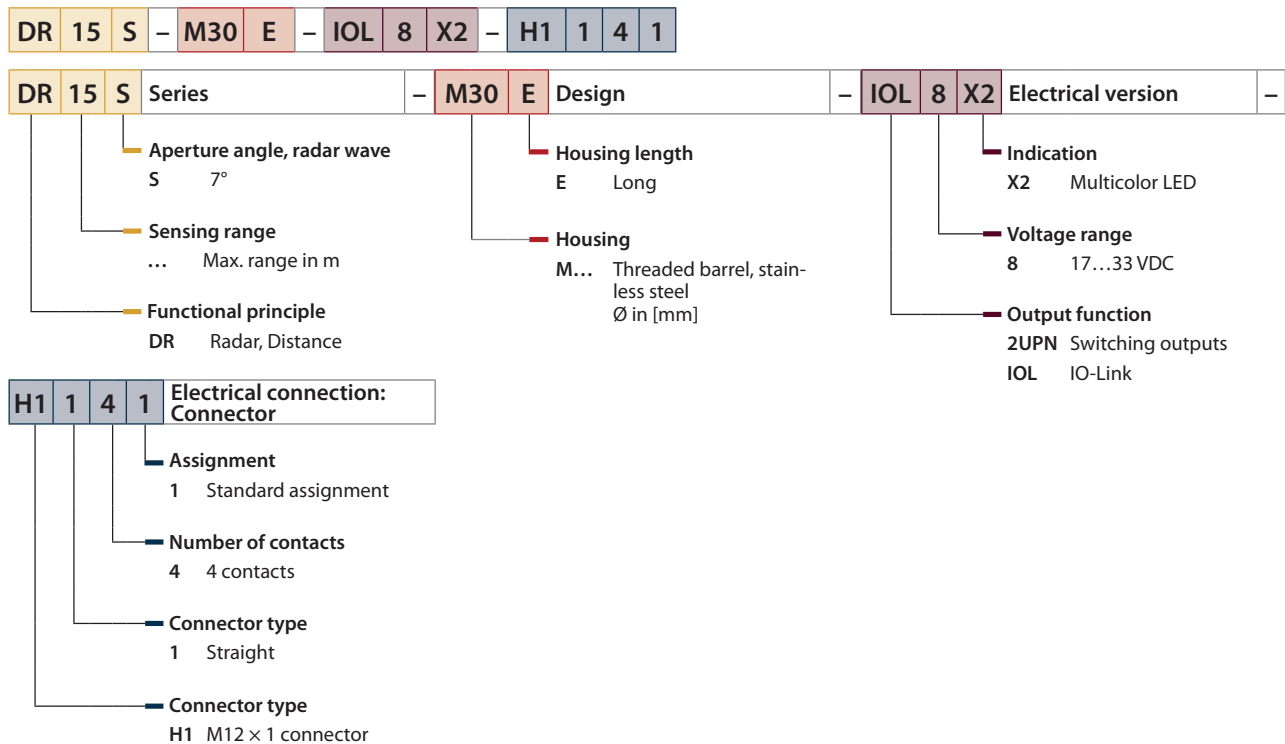 DR 15 S – M30 E – IOL 8 X2 – H1 1 4 1
DR 15 S Series – M30 E Design – IOL 8 X2 Electrical version –
Aperture angle, radar wave
S 7°
Sensing range
… Max. range in m
Functional principle
DR Radar, Distance
Housing length
E Long
Housing
M… Threaded barrel, stain-
less steel
Ø in [mm]
Indication
X2 Multicolor LED
Voltage range
8 17…33 VDC
Output function
2UPN Switching outputs
IOL IO-Link
H1 1 4 1 Electrical connection:
Connector
Assignment
1 Standard assignment
Number of contacts
4 4 contacts
Connector type
1 Straight
Connector type
H1 M12 × 1 connector